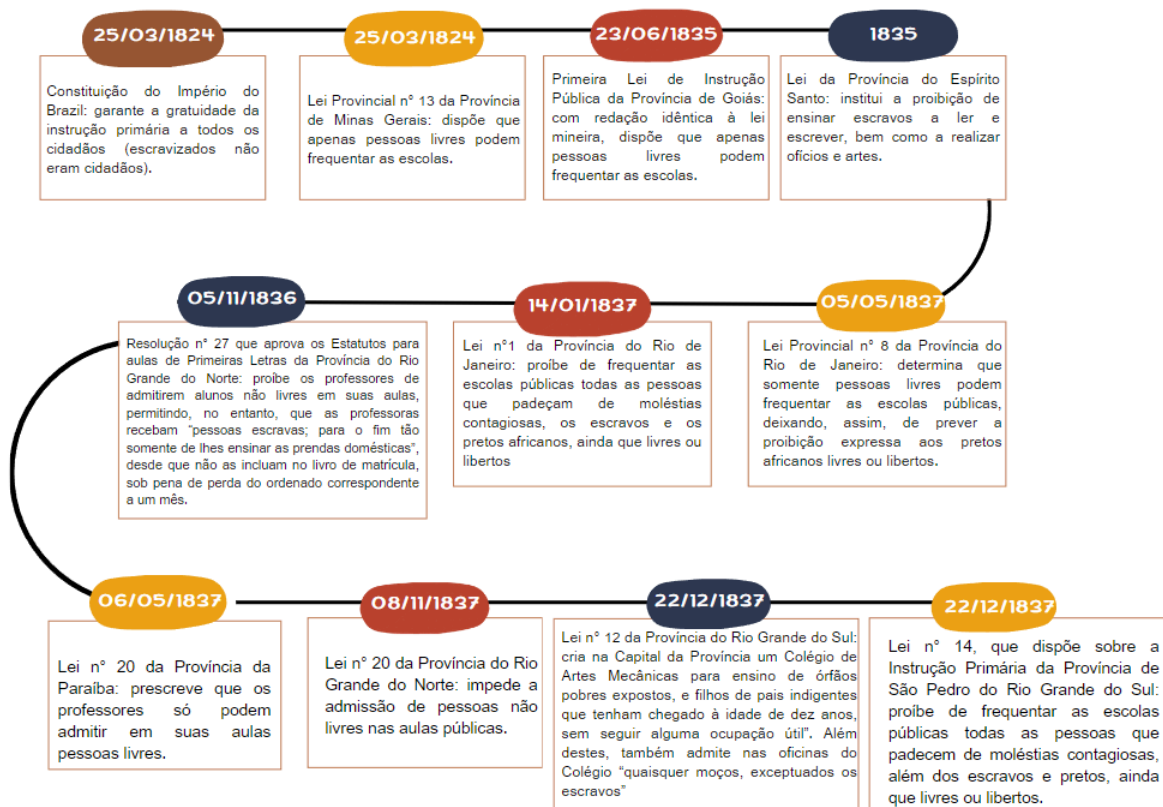 25/03/1824
Constituição do Império do
Brazil: garante a gratuidade da
instrução primária a todos os
cidadãos (escravizados não
eram cidadãos).
25/03/1824
Lei Provincial n° 13 da Província
de Minas Gerais: dispõe que
apenas pessoas livres podem
frequentar as escolas.
23/06/1835
Primeira Lei de Instrução
Pública da Província de Goiás:
com redação idêntica à lei
mineira, dispõe que apenas
pessoas livres podem
frequentar as escolas.
1835
Lei da Província do Espírito
Santo: institui a proibição de
ensinar escravos a ler e
escrever, bem como a realizar
ofícios e artes.
05/11/1836
Resolução n° 27 que aprova os Estatutos para
aulas de Primeiras Letras da Província do Rio
Grande do Norte: proíbe os professores de
admitirem alunos não livres em suas aulas,
permitindo, no entanto, que as professoras
recebam “pessoas escravas; para o fim tão
somente de lhes ensinar as prendas domésticas”,
desde que não as incluam no livro de matrícula,
sob pena de perda do ordenado correspondente
a um mês.
14/01/1837
Lei n°1 da Província do Rio de
Janeiro: proíbe de frequentar as
escolas públicas todas as pessoas
que padeçam de moléstias
contagiosas, os escravos e os
pretos africanos, ainda que livres ou
libertos
05/05/1837
Lei Provincial n° 8 da Província do
Rio de Janeiro: determina que
somente pessoas livres podem
frequentar as escolas públicas,
deixando, assim, de prever a
proibição expressa aos pretos
africanos livres ou libertos.
06/05/1837
Lei n° 20 da Província da
Paraíba: prescreve que os
professores só podem
admitir em suas aulas
pessoas livres.
08/11/1837
Lei n° 20 da Província do Rio
Grande do Norte: impede a
admissão de pessoas não
livres nas aulas públicas.
22/12/1837
Lei n° 12 da Província do Rio Grande do Sul:
cria na Capital da Província um Colégio de
Artes Mecânicas para ensino de órfãos
pobres expostos, e filhos de pais indigentes
que tenham chegado à idade de dez anos,
sem seguir alguma ocupação útil”. Além
destes, também admite nas oficinas do
Colégio “quaisquer moços, exceptuados os
escravos”
22/12/1837
Lei n° 14, que dispõe sobre a
Instrução Primária da Província de
São Pedro do Rio Grande do Sul:
proíbe de frequentar as escolas
públicas todas as pessoas que
padecem de moléstias contagiosas,
além dos escravos e pretos, ainda
que livres ou libertos.